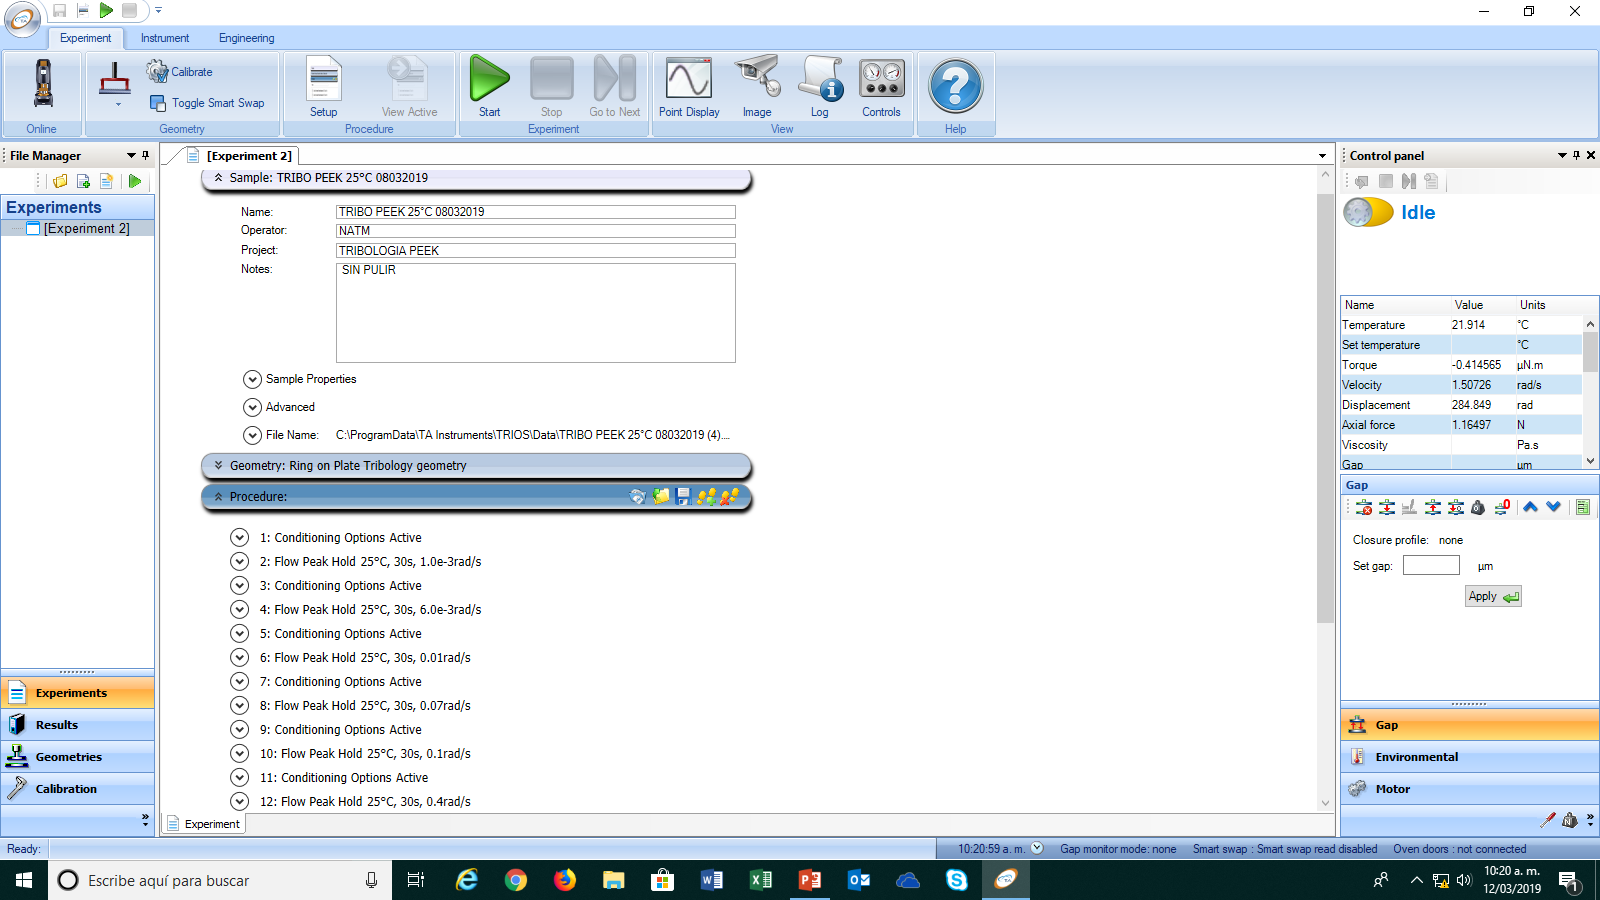 Experiment Instrument Engineering
Calibrate
Toggle Smart Swap
Setup View Active Start Stop Go to Next Point Display Image Log Controls
Online Geometry Procedure Experiment View Help
File Manager
Experiments
[Experiment 2]
Experiments
Results
Geometries
Calibration
[Experiment 2]
Sample: TRIBO PEEK 25°C 08032019
Name: TRIBO PEEK 25°C 08032019
Operator: NATM
Project: TRIBOLOGIA PEEK
Notes: SIN PULIR
Sample Properties
Advanced
File Name: C:\ProgramData\TA Instruments\TRIOS\Data\TRIBO PEEK 25°C 08032019 (4)....
Geometry: Ring on Plate Tribology geometry
Procedure:
1: Conditioning Options Active
2: Flow Peak Hold 25°C, 30s, 1.0e-3rad/s
3: Conditioning Options Active
4: Flow Peak Hold 25°C, 30s, 6.0e-3rad/s
5: Conditioning Options Active
6: Flow Peak Hold 25°C, 30s, 0.01rad/s
7: Conditioning Options Active
8: Flow Peak Hold 25°C, 30s, 0.07rad/s
9: Conditioning Options Active
10: Flow Peak Hold 25°C, 30s, 0.1rad/s
11: Conditioning Options Active
12: Flow Peak Hold 25°C, 30s, 0.4rad/s
Experiment
Control panel
Idle
Name Value Units
Temperature 21.914 °C
Set temperature °C
Torque -0.414565 µN.m
Velocity 1.50726 rad/s
Displacement 284.849 rad
Axial force 1.16497 N
Viscosity Pa.s
Gap µm
Gap
Closure profile: none
Set gap: µm
Apply
Gap
Environmental
Motor
Ready: 10:20:59 a. m. Gap monitor mode: none Smart swap : Smart swap read disabled Oven doors : not connected
Escribe aquí para buscar
10:20 a. m.
12/03/2019
1